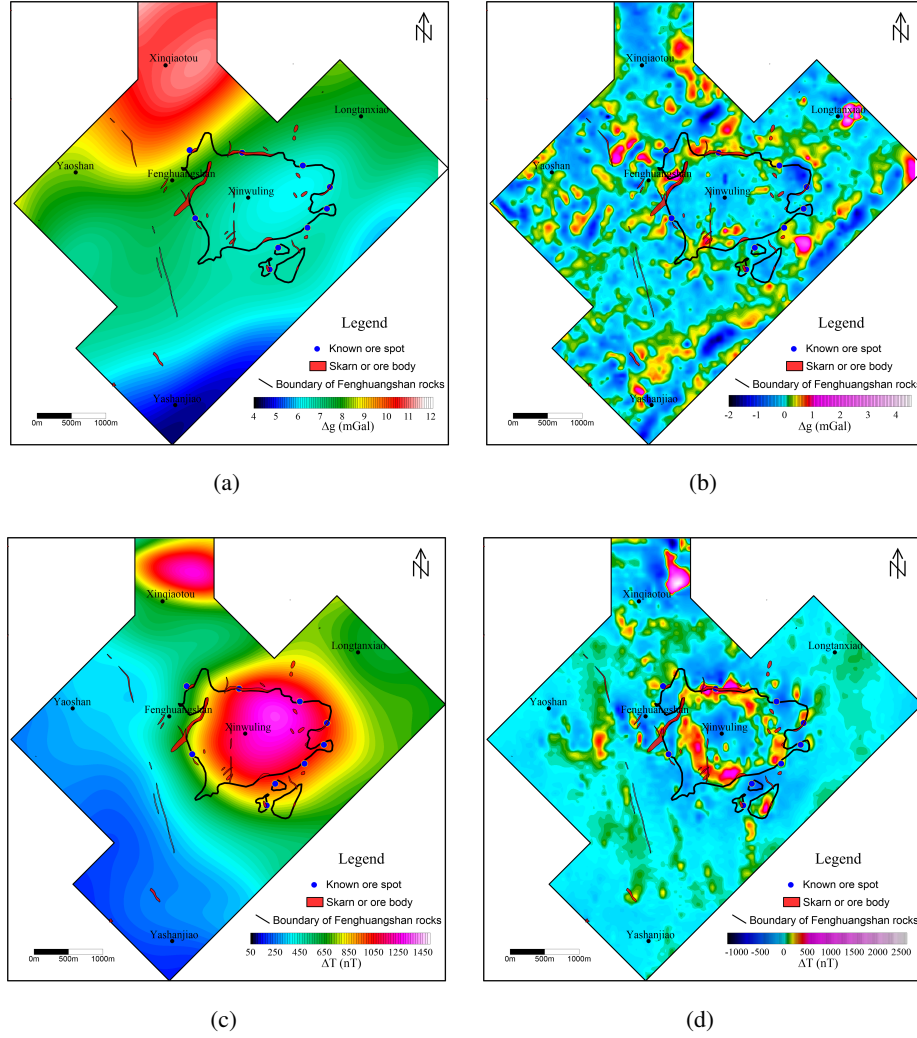 N
Xinqiaotou
Longtanxiao
Yaoshan
Fenghuangshan
Xinwuling
Legend
Known ore spot
Skarn or ore body
Yashanjiao
Boundary of Fenghuangshan rocks
0m 500m 1000m
4 5 6 7 8 9 10 11 12
Δg (mGal)
(a)
N
Xinqiaotou
Longtanxiao
Yaoshan
Fenghuangshan
Xinwuling
Legend
Known ore spot
Skarn or ore body
Yashanjiao
Boundary of Fenghuangshan rocks
0m 500m 1000m
-2 -1 0 1 2 3 4
Δg (mGal)
(b)
N
Xinqiaotou
Longtanxiao
Yaoshan
Fenghuangshan
Xinwuling
Legend
Known ore spot
Skarn or ore body
Boundary of Fenghuangshan rocks
Yashanjiao
0m 500m 1000m
50 250 450 650 850 1050 1250 1450
ΔT (nT)
(c)
N
Xinqiaotou
Longtanxiao
Yaoshan
Fenghuangshan
Xinwuling
Legend
Known ore spot
Skarn or ore body
Boundary of Fenghuangshan rocks
Yashanjiao
0m 500m 1000m
-1000 -500 0 500 1000 1500 2000 2500
ΔT (nT)
(d)